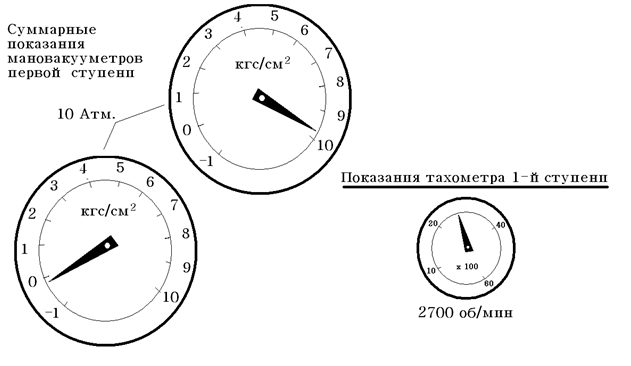 Суммарные
показания
мановакууметров
первой ступени
10 Атм.
-1 0 1 2 3 4 5 6 7 8 9 10
кгс/см²
-1 0 1 2 3 4 5 6 7 8 9 10
кгс/см²
Показания тахометра 1-й ступени
10 20 40 60
x 100
2700 об/мин